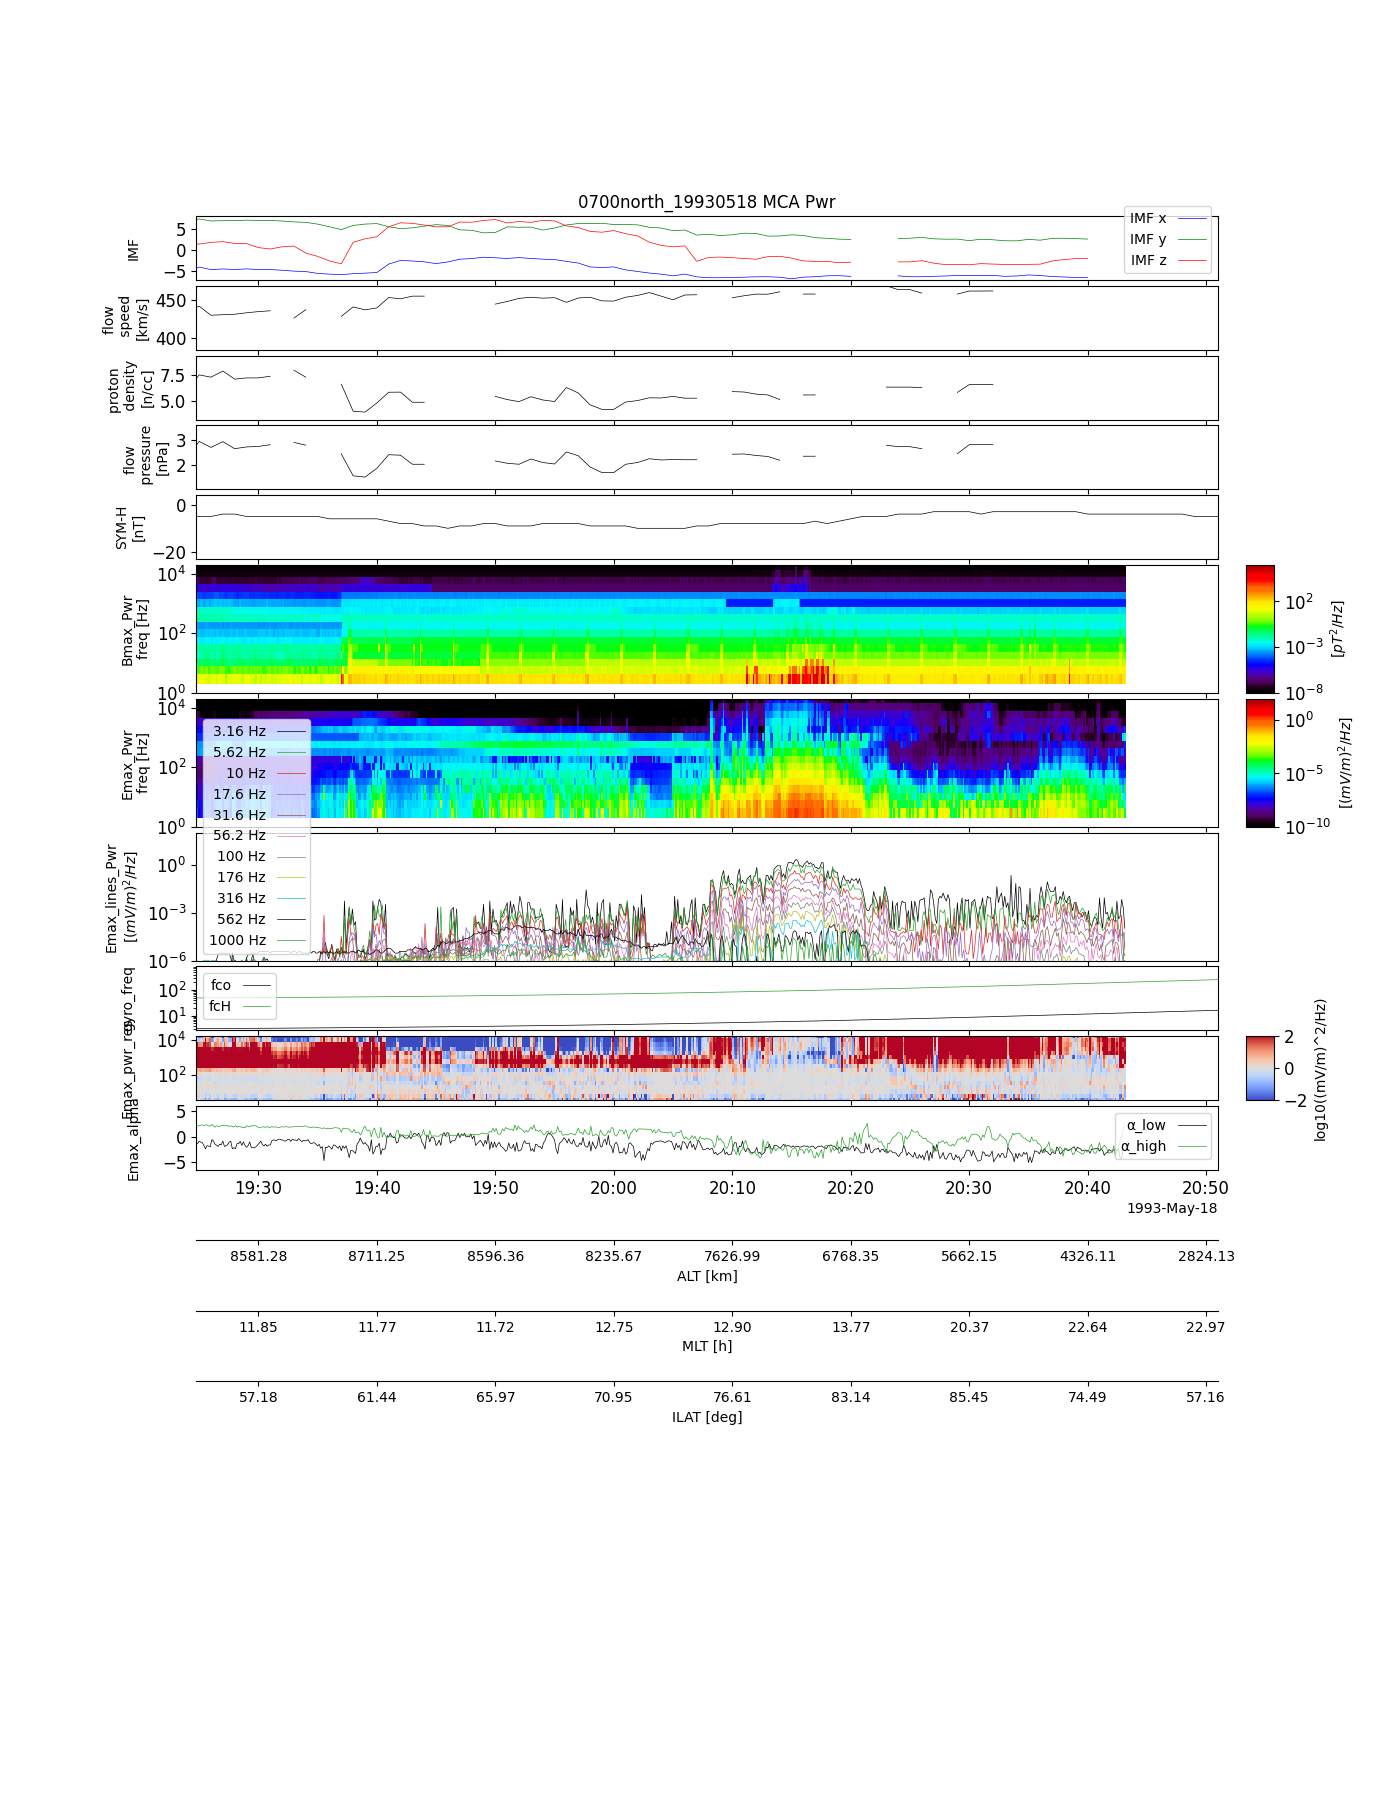 0700north_19930518 MCA Pwr
IMF
5
0
−5
IMF x
IMF y
IMF z
flow
speed
[km/s]
450
400
proton
density
[n/cc]
7.5
5.0
flow
pressure
[nPa]
3
2
SYM-H
[nT]
0
−20
Bmax_Pwr
freq [Hz]
10^4
10^2
10^0
10^2
10^−3
10^−8
[pT^2/Hz]
Emax_Pwr
freq [Hz]
10^4
10^2
10^0
10^0
10^−5
10^−10
[(mV/m)^2/Hz]
3.16 Hz
5.62 Hz
10 Hz
17.6 Hz
31.6 Hz
56.2 Hz
100 Hz
176 Hz
316 Hz
562 Hz
1000 Hz
Emax_lines_Pwr
[(mV/m)^2/Hz]
10^0
10^−3
10^−6
gyro_freq
10^2
10^1
fco
fcH
Emax_pwr_reg
10^4
10^2
2
0
−2
log10((mV/m)^2/Hz)
Emax_alpha
5
0
−5
α_low
α_high
19:30 19:40 19:50 20:00 20:10 20:20 20:30 20:40 20:50
1993-May-18
8581.28 8711.25 8596.36 8235.67 7626.99 6768.35 5662.15 4326.11 2824.13
ALT [km]
11.85 11.77 11.72 12.75 12.90 13.77 20.37 22.64 22.97
MLT [h]
57.18 61.44 65.97 70.95 76.61 83.14 85.45 74.49 57.16
ILAT [deg]